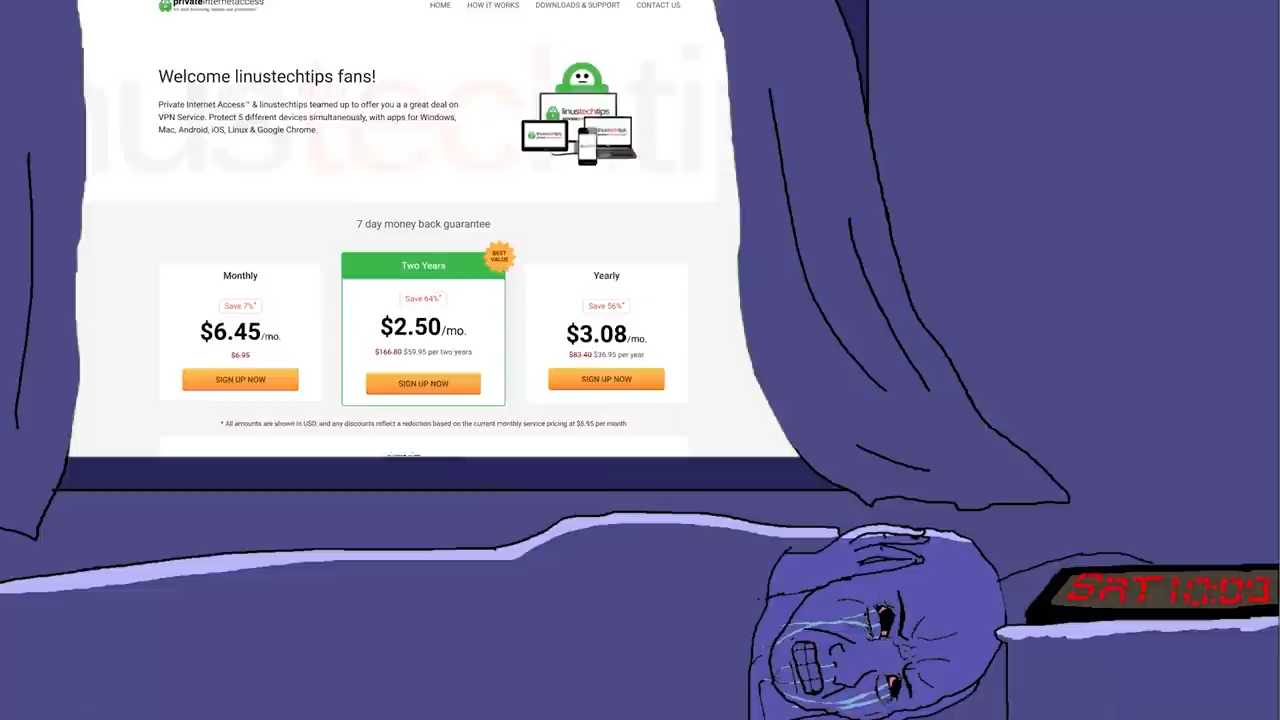 privateinternetaccess
HOME HOW IT WORKS DOWNLOADS & SUPPORT CONTACT US
Welcome linustechtips fans!
Private Internet Access™ & linustechtips teamed up to offer you a a great deal on
VPN Service. Protect 5 different devices simultaneously, with apps for Windows,
Mac, Android, iOS, Linux & Google Chrome.
linustechtips
linustechtips
linustechtips
7 day money back guarantee
Monthly
Save 7%*
$6.45/mo.
$6.95
SIGN UP NOW
BEST
VALUE
Two Years
Save 64%*
$2.50/mo.
$166.80 $59.95 per two years
SIGN UP NOW
Yearly
Save 56%*
$3.08/mo.
$83.40 $36.95 per year
SIGN UP NOW
* All amounts are shown in USD, and any discounts reflect a reduction based on the current monthly service pricing at $6.95 per month
SAT 10:03